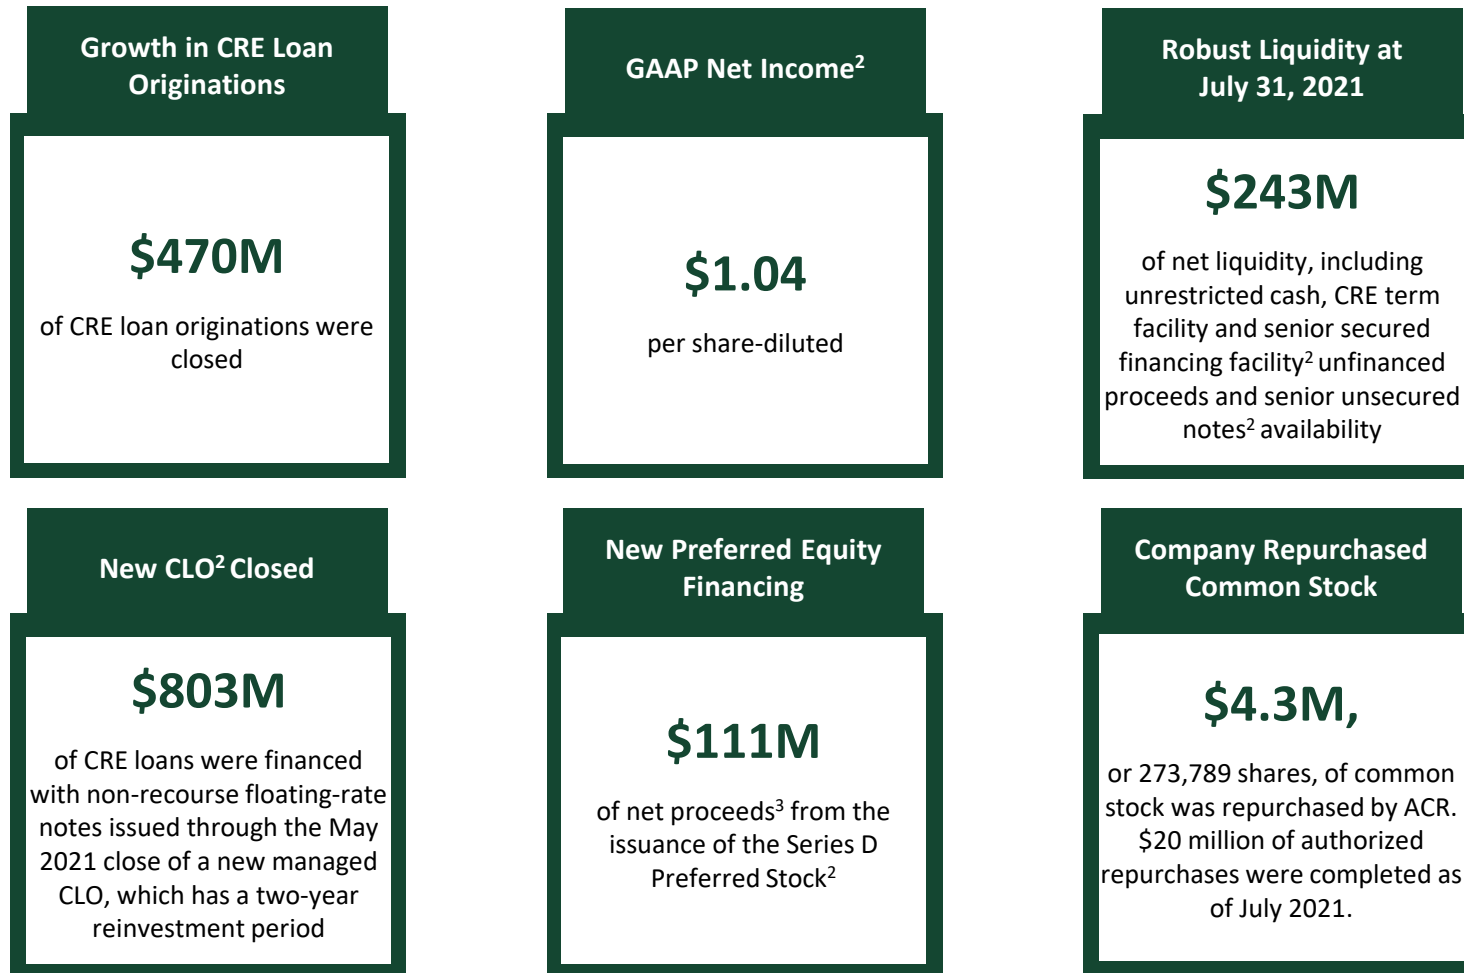 Growth in CRE Loan
Originations
$470M
of CRE loan originations were
closed
GAAP Net Income²
$1.04
per share-diluted
Robust Liquidity at
July 31, 2021
$243M
of net liquidity, including
unrestricted cash, CRE term
facility and senior secured
financing facility² unfinanced
proceeds and senior unsecured
notes² availability
New CLO² Closed
$803M
of CRE loans were financed
with non-recourse floating-rate
notes issued through the May
2021 close of a new managed
CLO, which has a two-year
reinvestment period
New Preferred Equity
Financing
$111M
of net proceeds³ from the
issuance of the Series D
Preferred Stock²
Company Repurchased
Common Stock
$4.3M,
or 273,789 shares, of common
stock was repurchased by ACR.
$20 million of authorized
repurchases were completed as
of July 2021.